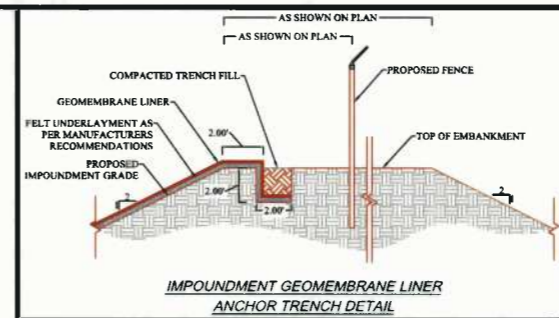 AS SHOWN ON PLAN
AS SHOWN ON PLAN
COMPACTED TRENCH FILL
PROPOSED FENCE
GEOMEMBRANE LINER
FELT UNDERLAYMENT AS
PER MANUFACTURERS
RECOMMENDATIONS
2.00'
TOP OF EMBANKMENT
PROPOSED
IMPOUNDMENT GRADE
2.00'
2
2.00'
2
IMPOUNDMENT GEOMEMBRANE LINER
ANCHOR TRENCH DETAIL